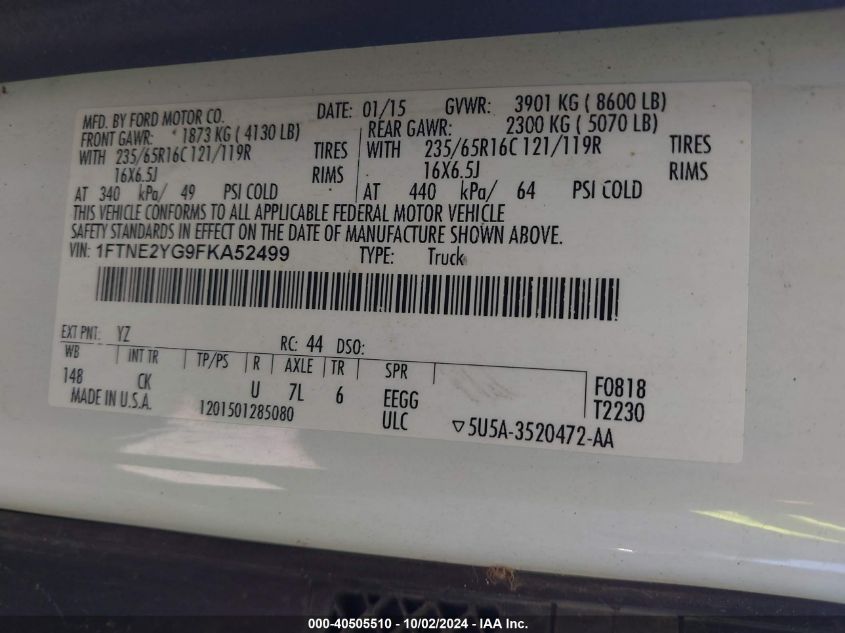 MFD. BY FORD MOTOR CO. DATE: 01/15 GVWR: 3901 KG ( 8600 LB)
FRONT GAWR: 1873 KG ( 4130 LB) REAR GAWR: 2300 KG ( 5070 LB)
WITH 235/65R16C 121/119R TIRES WITH 235/65R16C 121/119R TIRES
16X6.5J RIMS 16X6.5J RIMS
AT 340 kPa/ 49 PSI COLD AT 440 kPa/ 64 PSI COLD
THIS VEHICLE CONFORMS TO ALL APPLICABLE FEDERAL MOTOR VEHICLE
SAFETY STANDARDS IN EFFECT ON THE DATE OF MANUFACTURE SHOWN ABOVE.
VIN: 1FTNE2YG9FKA52499 TYPE: Truck
EXT PNT: YZ RC: 44 DSO:
WB INT TR TP/PS R AXLE TR SPR
148 CK U 7L 6 EEGG F0818
MADE IN U.S.A. 1201501285080 ULC T2230
▽5U5A-3520472-AA
000-40505510 - 10/02/2024 - IAA Inc.